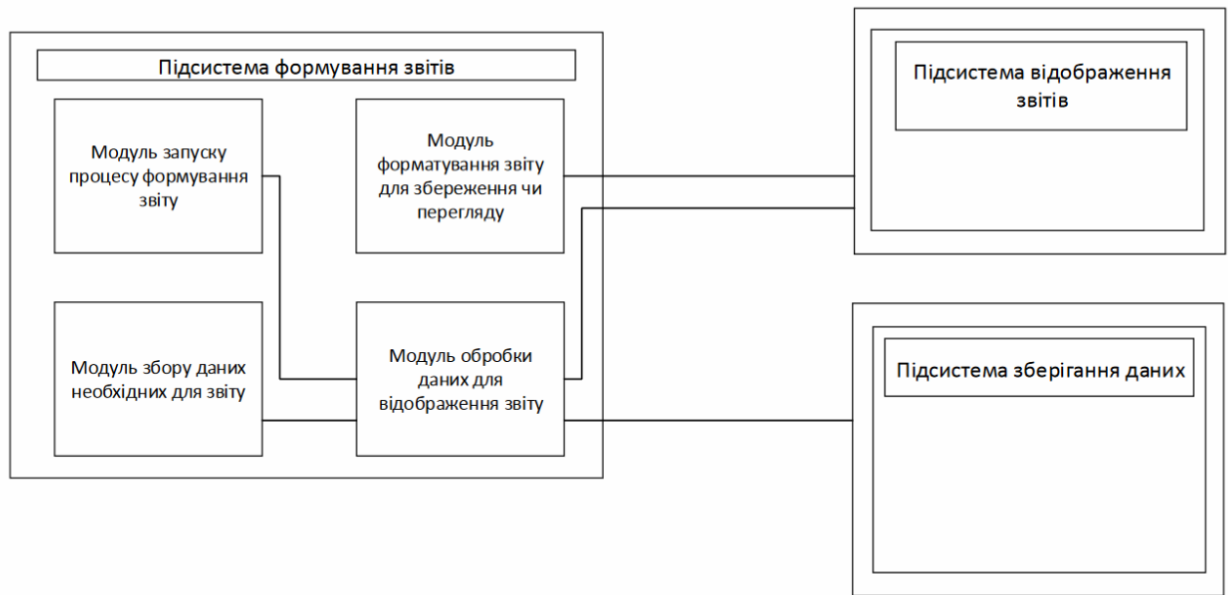 Підсистема формування звітів
Модуль запуску
процесу формування
звіту
Модуль
форматування звіту
для збереження чи
перегляду
Модуль збору даних
необхідних для звіту
Модуль обробки
даних для
відображення звіту
Підсистема відображення
звітів
Підсистема зберігання даних